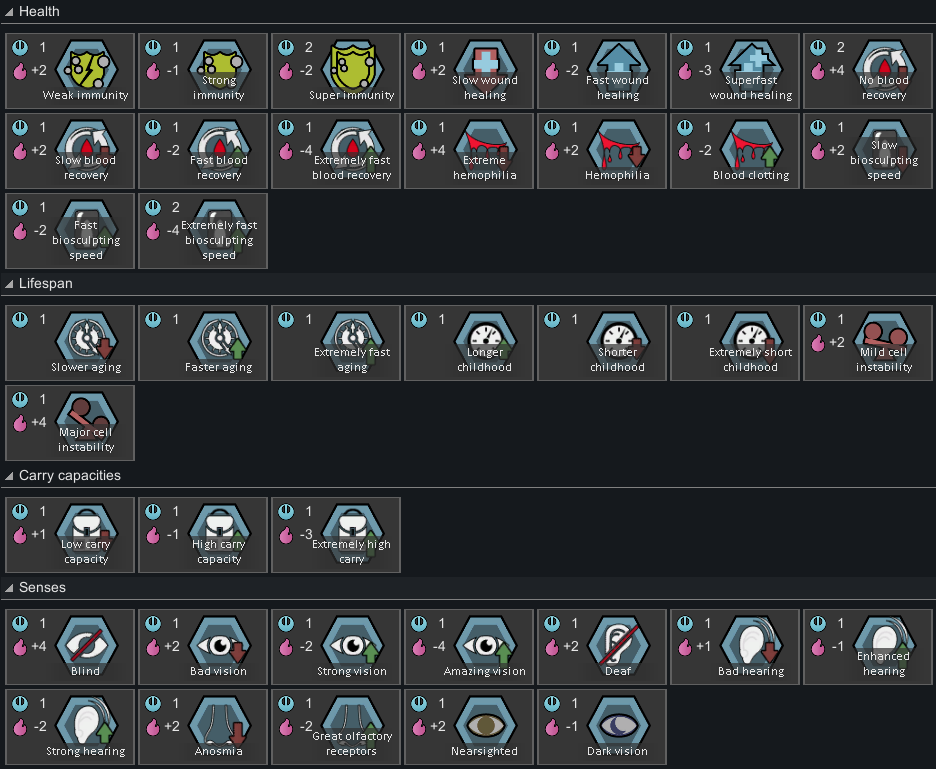 Health
1 1 2 1 1 1 2
+2 -1 -2 +2 -2 -3 +4
Weak immunity
Strong
immunity
Super immunity
Slow wound
healing
Fast wound
healing
Superfast
wound healing
No blood
recovery
1 1 1 1 1 1 1
+2 -2 -4 +4 +2 -2 +2
Slow blood
recovery
Fast blood
recovery
Extremely fast
blood recovery
Extreme
hemophilia
Hemophilia
Blood clotting
Slow
biosculpting
speed
1 2
-2 -4
Fast
biosculpting
speed
Extremely fast
biosculpting
speed
Lifespan
1 1 1 1 1 1 1
+2
Slower aging
Faster aging
Extremely fast
aging
Longer
childhood
Shorter
childhood
Extremely short
childhood
Mild cell
instability
1
+4
Major cell
instability
Carry capacities
1 1 1
+1 -1 -3
Low carry
capacity
High carry
capacity
Extremely high
carry
Senses
1 1 1 1 1 1 1
+4 +2 -2 -4 +2 +1 -1
Blind
Bad vision
Strong vision
Amazing vision
Deaf
Bad hearing
Enhanced
hearing
1 1 1 1 1
-2 +2 -2 +2 -1
Strong hearing
Anosmia
Great olfactory
receptors
Nearsighted
Dark vision